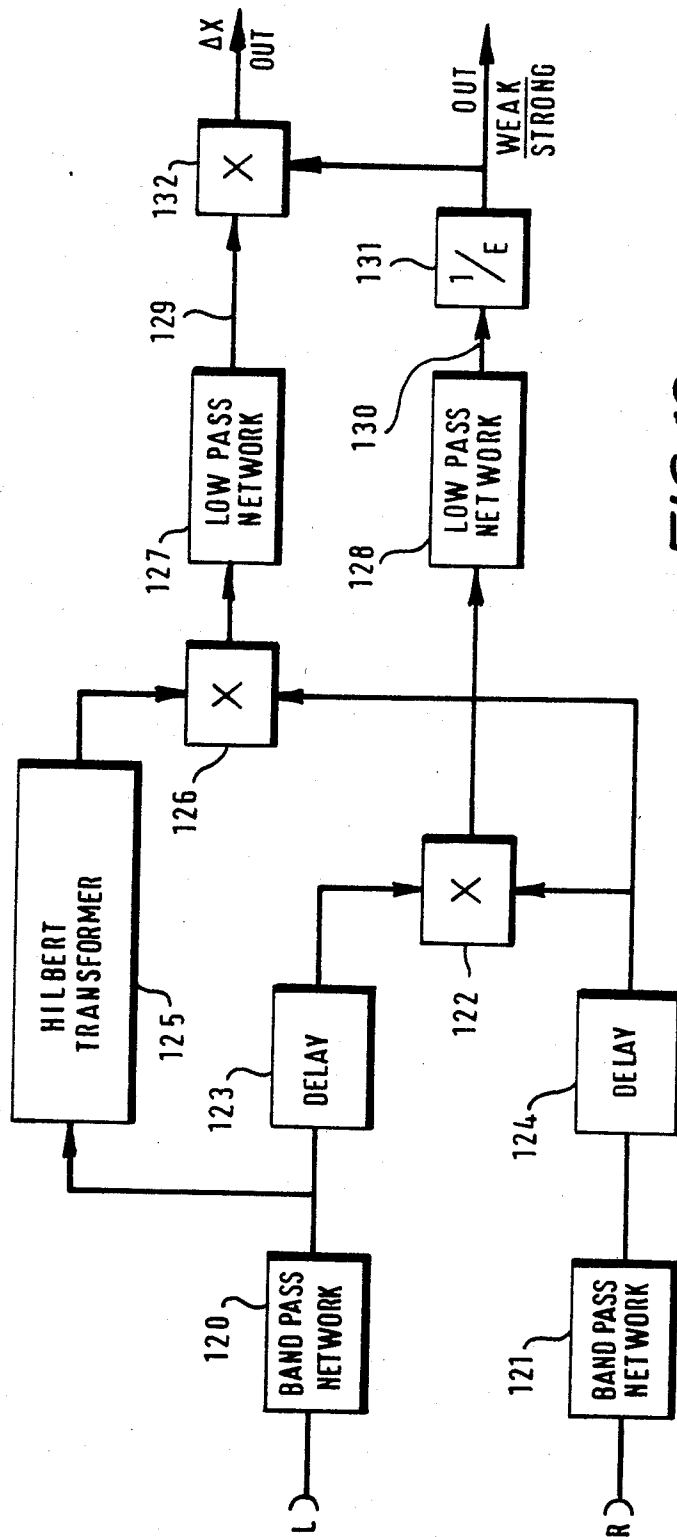 L
BAND PASS
NETWORK
120
HILBERT
TRANSFORMER
125
DELAY
123
X
122
X
126
LOW PASS
NETWORK
127
129
X
132
ΔX
OUT
R
BAND PASS
NETWORK
121
DELAY
124
LOW PASS
NETWORK
128
130
1/E
131
OUT
WEAK
STRONG